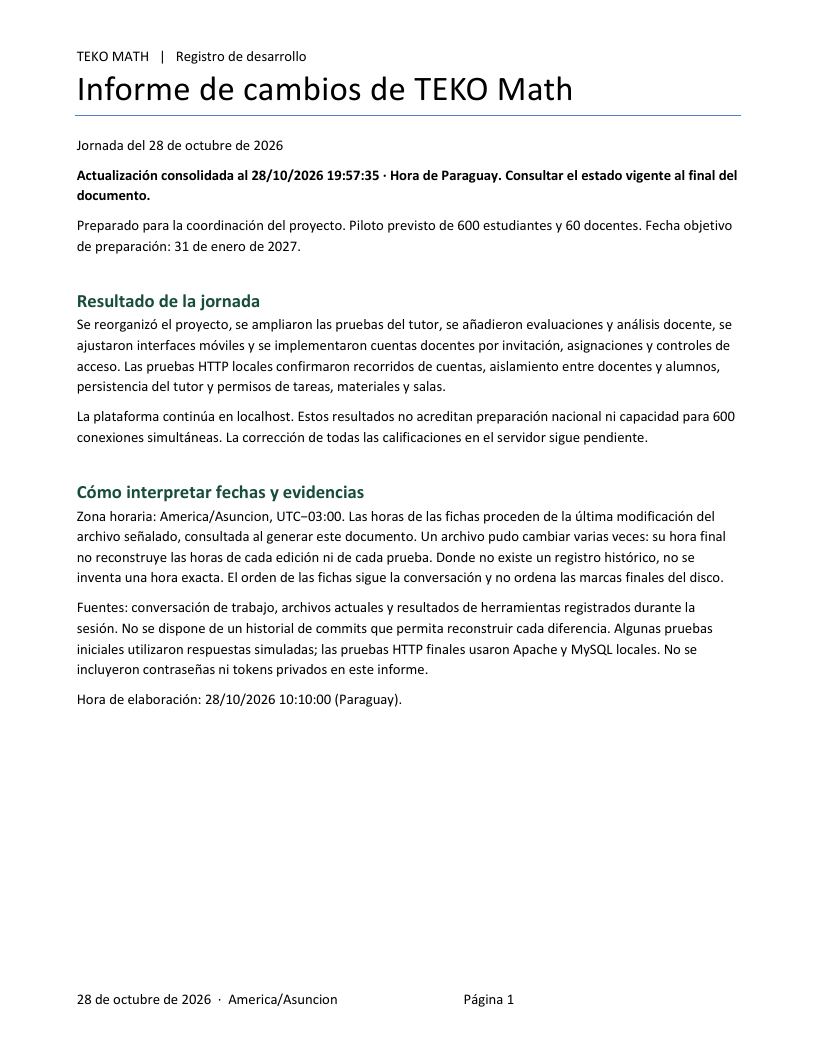 TEKO MATH | Registro de desarrollo
Informe de cambios de TEKO Math
Jornada del 28 de octubre de 2026
Actualización consolidada al 28/10/2026 19:57:35 · Hora de Paraguay. Consultar el estado vigente al final del
documento.
Preparado para la coordinación del proyecto. Piloto previsto de 600 estudiantes y 60 docentes. Fecha objetivo
de preparación: 31 de enero de 2027.
Resultado de la jornada
Se reorganizó el proyecto, se ampliaron las pruebas del tutor, se añadieron evaluaciones y análisis docente, se
ajustaron interfaces móviles y se implementaron cuentas docentes por invitación, asignaciones y controles de
acceso. Las pruebas HTTP locales confirmaron recorridos de cuentas, aislamiento entre docentes y alumnos,
persistencia del tutor y permisos de tareas, materiales y salas.
La plataforma continúa en localhost. Estos resultados no acreditan preparación nacional ni capacidad para 600
conexiones simultáneas. La corrección de todas las calificaciones en el servidor sigue pendiente.
Cómo interpretar fechas y evidencias
Zona horaria: America/Asuncion, UTC−03:00. Las horas de las fichas proceden de la última modificación del
archivo señalado, consultada al generar este documento. Un archivo pudo cambiar varias veces: su hora final
no reconstruye las horas de cada edición ni de cada prueba. Donde no existe un registro histórico, no se
inventa una hora exacta. El orden de las fichas sigue la conversación y no ordena las marcas finales del disco.
Fuentes: conversación de trabajo, archivos actuales y resultados de herramientas registrados durante la
sesión. No se dispone de un historial de commits que permita reconstruir cada diferencia. Algunas pruebas
iniciales utilizaron respuestas simuladas; las pruebas HTTP finales usaron Apache y MySQL locales. No se
incluyeron contraseñas ni tokens privados en este informe.
Hora de elaboración: 28/10/2026 10:10:00 (Paraguay).
28 de octubre de 2026 · America/Asuncion Página 1